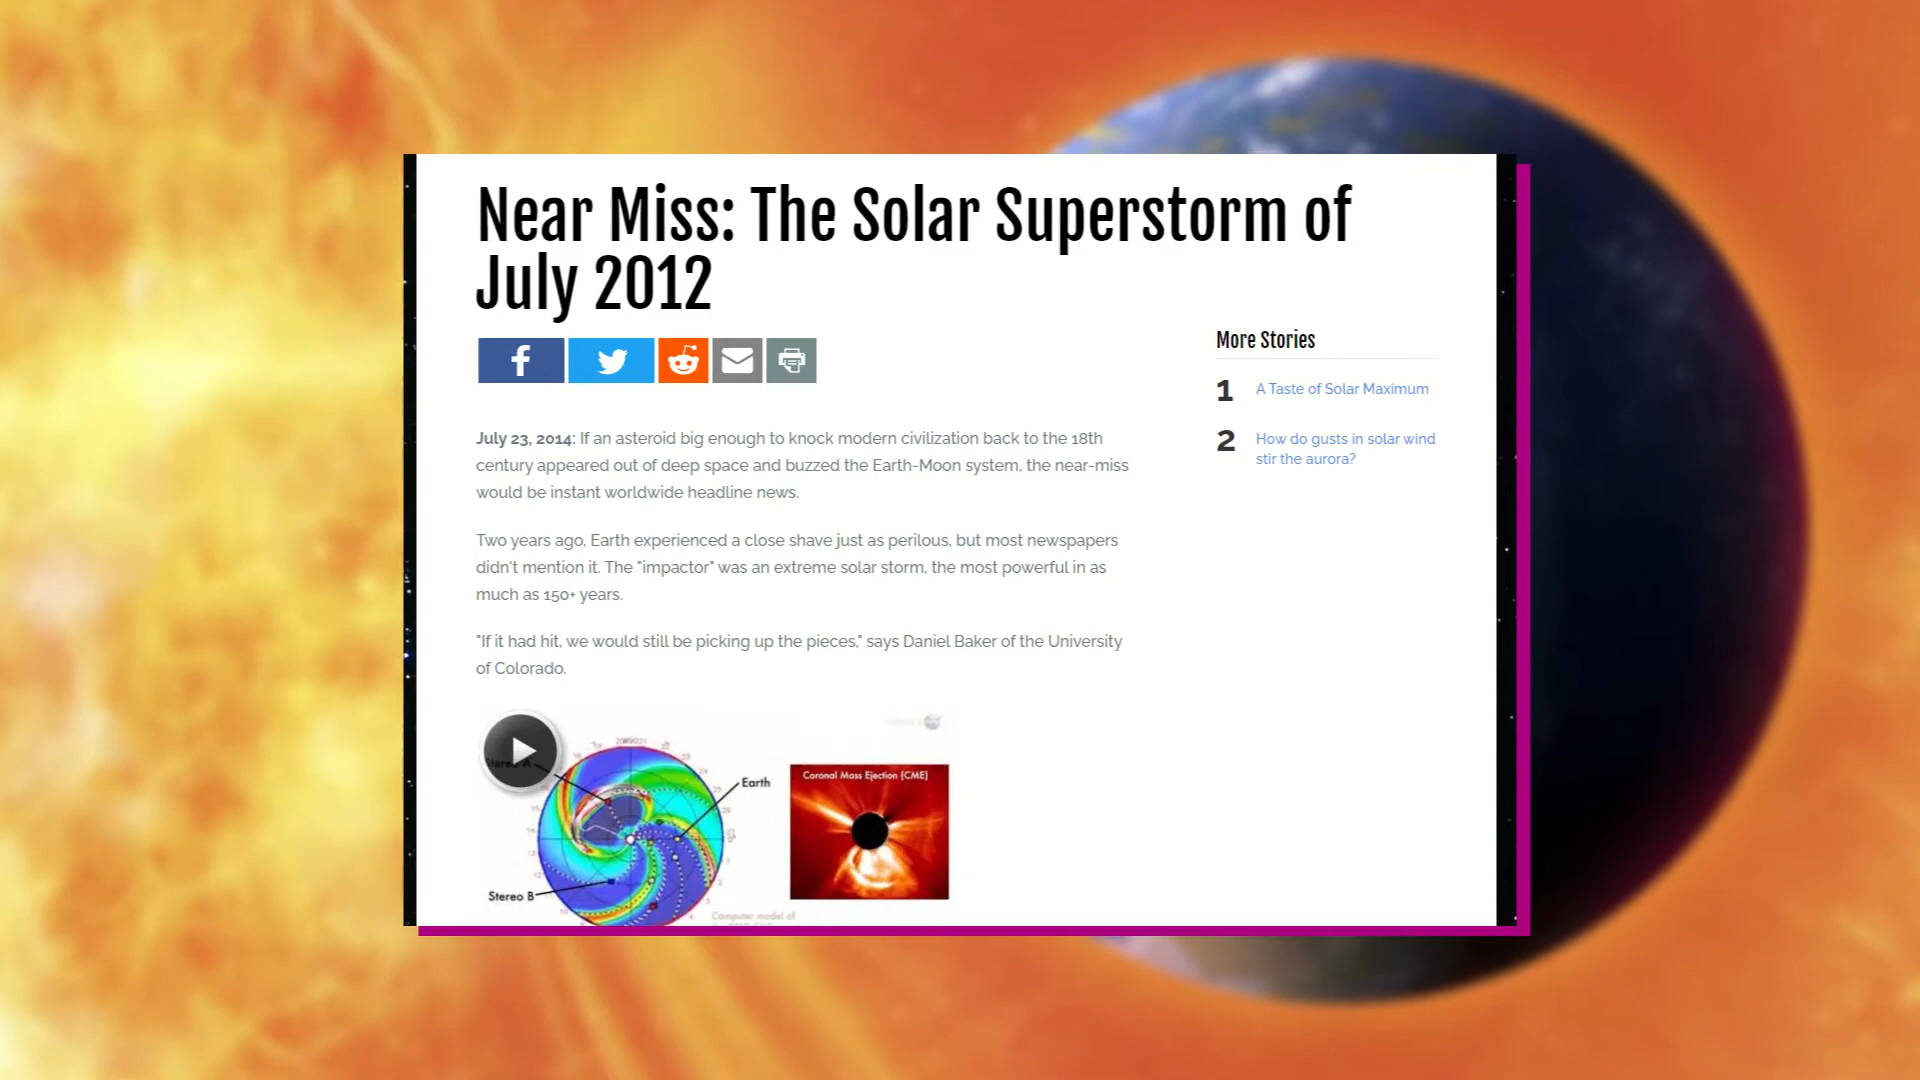 Near Miss: The Solar Superstorm of
July 2012
More Stories
1 A Taste of Solar Maximum
2 How do gusts in solar wind
stir the aurora?
July 23, 2014: If an asteroid big enough to knock modern civilization back to the 18th
century appeared out of deep space and buzzed the Earth-Moon system, the near-miss
would be instant worldwide headline news.
Two years ago, Earth experienced a close shave just as perilous, but most newspapers
didn't mention it. The "impactor" was an extreme solar storm, the most powerful in as
much as 150+ years.
"If it had hit, we would still be picking up the pieces," says Daniel Baker of the University
of Colorado.
Stereo A
Earth
Stereo B
Coronal Mass Ejection (CME)
Computer model of